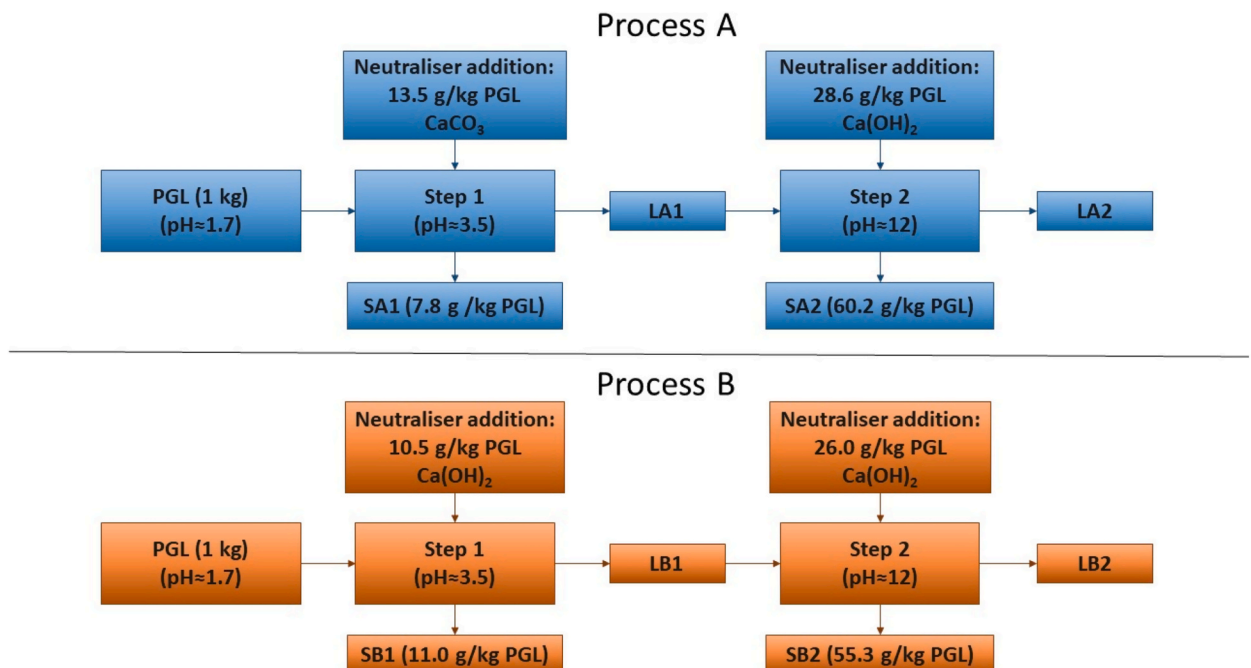 Process A
Neutraliser addition:
13.5 g/kg PGL
CaCO₃
Neutraliser addition:
28.6 g/kg PGL
Ca(OH)₂
PGL (1 kg)
(pH≈1.7)
Step 1
(pH≈3.5)
LA1
Step 2
(pH≈12)
LA2
SA1 (7.8 g /kg PGL)
SA2 (60.2 g/kg PGL)
Process B
Neutraliser addition:
10.5 g/kg PGL
Ca(OH)₂
Neutraliser addition:
26.0 g/kg PGL
Ca(OH)₂
PGL (1 kg)
(pH≈1.7)
Step 1
(pH≈3.5)
LB1
Step 2
(pH≈12)
LB2
SB1 (11.0 g/kg PGL)
SB2 (55.3 g/kg PGL)